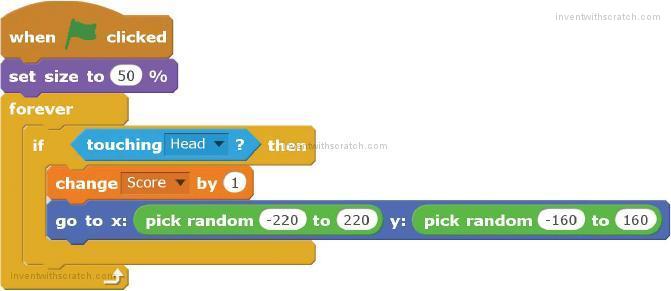 inventwithscratch.com
when clicked
set size to 50 %
forever
if touching Head ? then
inventwithscratch.com
change Score by 1
go to x: pick random -220 to 220 y: pick random -160 to 160
inventwithscratch.com